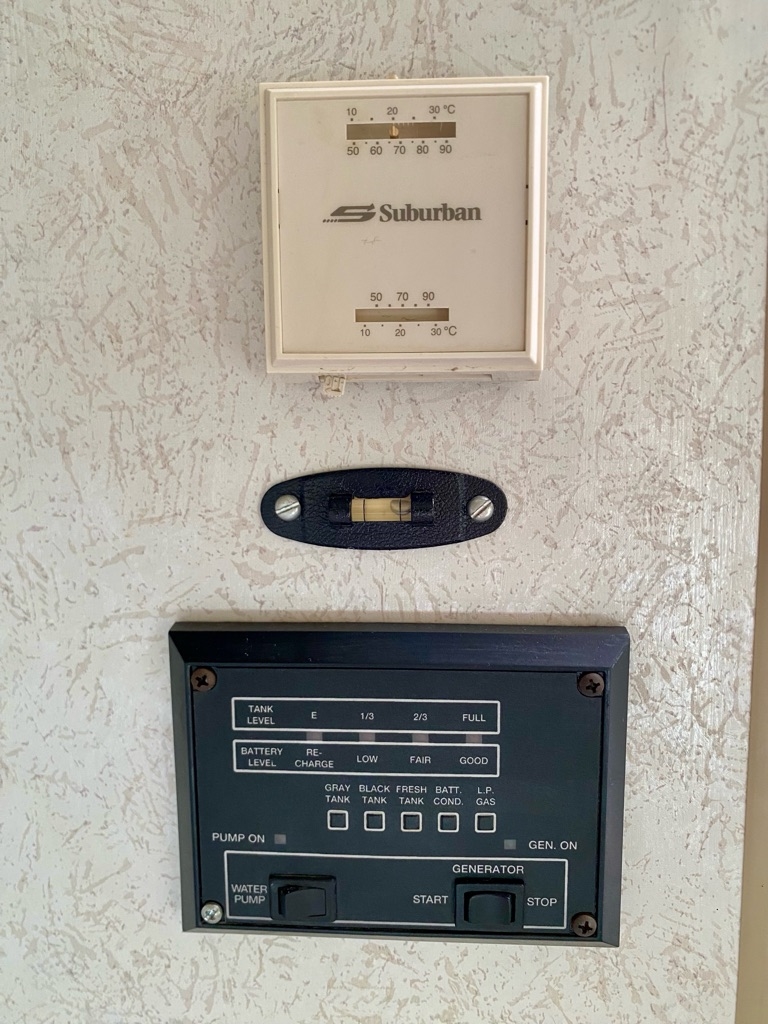 10 20 30 °C
50 60 70 80 90
Suburban
50 70 90
10 20 30 °C
TANK LEVEL E 1/3 2/3 FULL
BATTERY LEVEL RE-CHARGE LOW FAIR GOOD
GRAY TANK BLACK TANK FRESH TANK BATT. COND. L.P. GAS
PUMP ON GEN. ON
GENERATOR
WATER PUMP START STOP